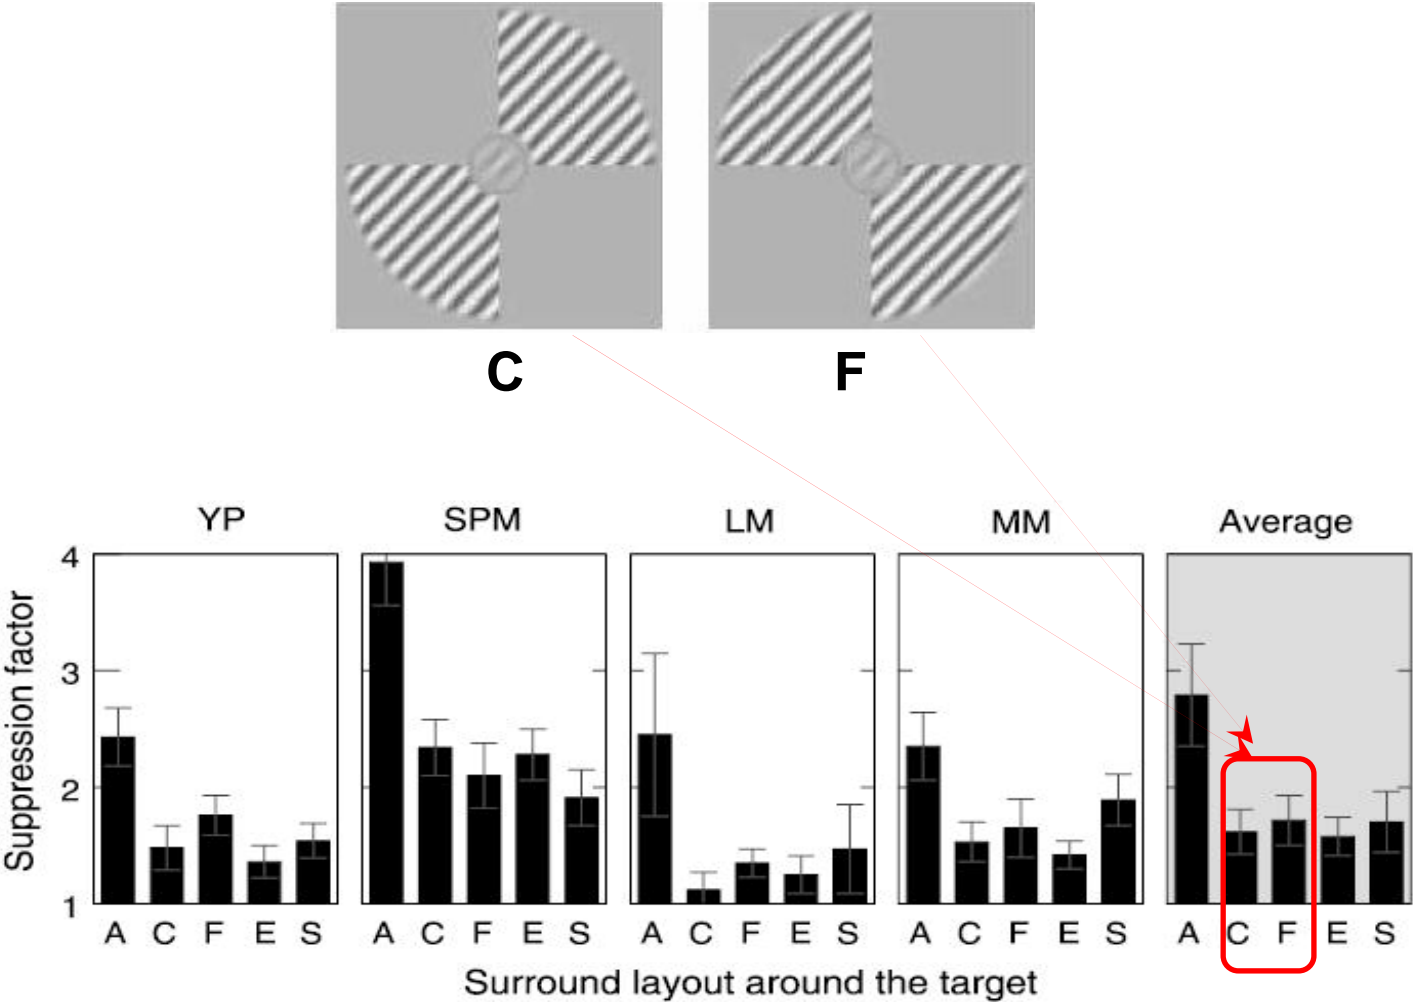 C F
YP SPM LM MM Average
Suppression factor
4
3
2
1
A C F E S A C F E S A C F E S A C F E S A C F E S
Surround layout around the target